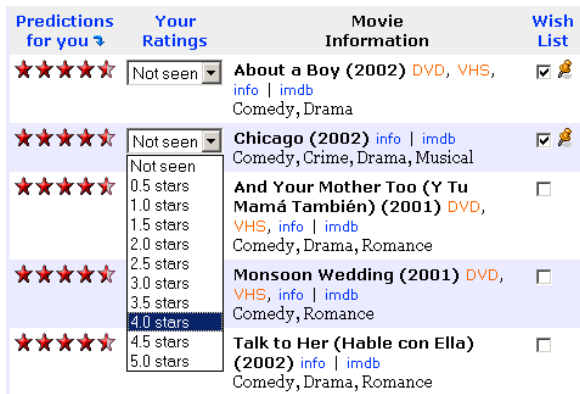 Predictions for you
Your Ratings
Movie Information
Wish List
Not seen
About a Boy (2002) DVD, VHS,
info | imdb
Comedy, Drama
Not seen
Chicago (2002) info | imdb
Comedy, Crime, Drama, Musical
Not seen
0.5 stars
1.0 stars
1.5 stars
2.0 stars
2.5 stars
3.0 stars
3.5 stars
4.0 stars
4.5 stars
5.0 stars
And Your Mother Too (Y Tu
Mamá También) (2001) DVD,
VHS, info | imdb
Comedy, Drama, Romance
Monsoon Wedding (2001) DVD,
VHS, info | imdb
Comedy, Romance
Talk to Her (Hable con Ella)
(2002) info | imdb
Comedy, Drama, Romance